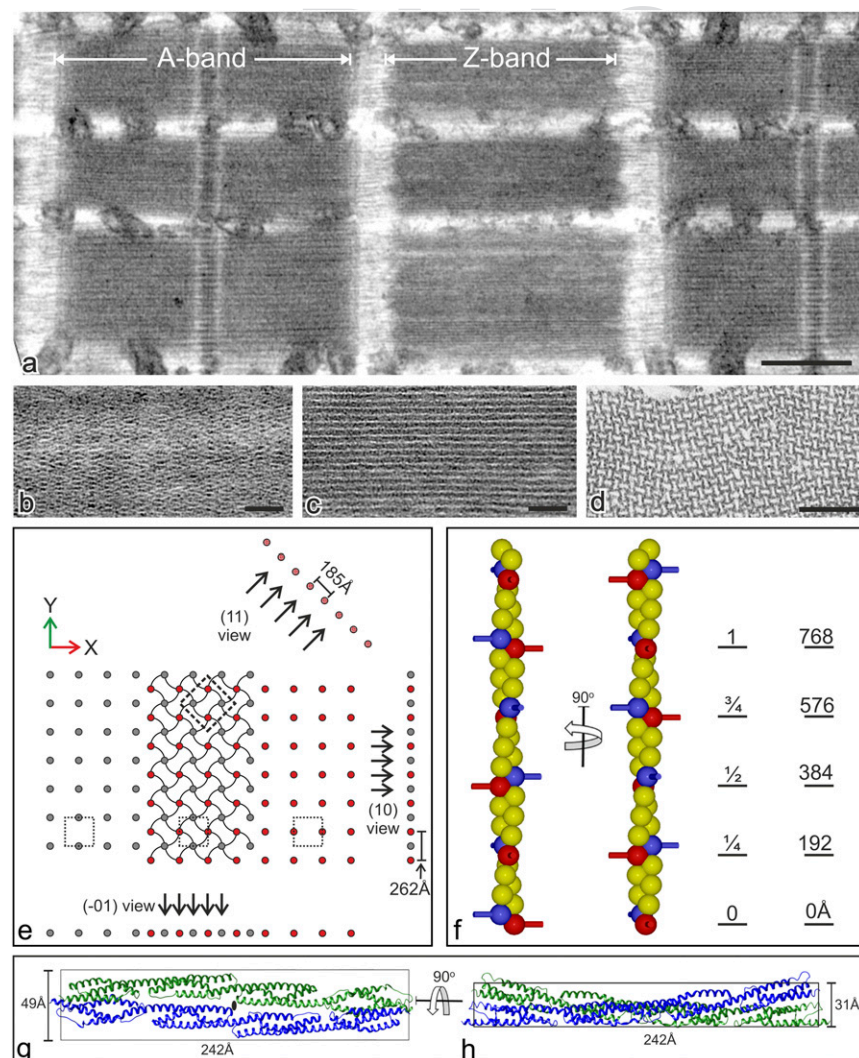 A-band
Z-band
a
b
c
d
185Å
(11)
view
Y
X
(10)
view
262Å
(-01) view
e
90°
1
768
¾
576
½
384
¼
192
0
0Å
f
49Å
242Å
g
90°
31Å
242Å
h